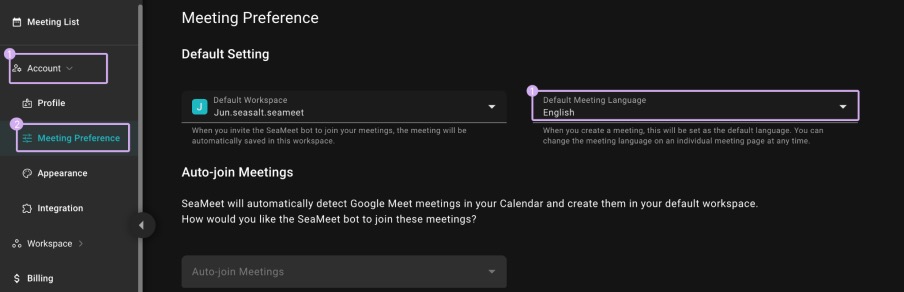 Meeting List
1
Account
Profile
2
Meeting Preference
Appearance
Integration
Workspace
$ Billing
Meeting Preference
Default Setting
J
Default Workspace
Jun.seasalt.seameet
When you invite the SeaMeet bot to join your meetings, the meeting will be
automatically saved in this workspace.
1
Default Meeting Language
English
When you create a meeting, this will be set as the default language. You can
change the meeting language on an individual meeting page at any time.
Auto-join Meetings
SeaMeet will automatically detect Google Meet meetings in your Calendar and create them in your default workspace.
How would you like the SeaMeet bot to join these meetings?
Auto-join Meetings